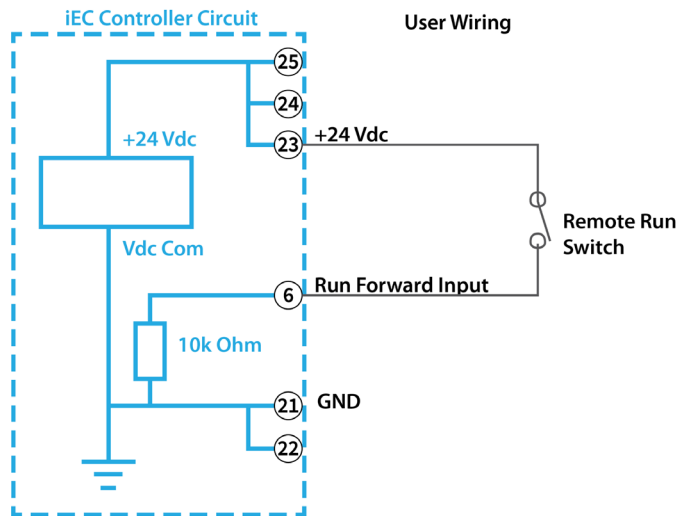 iEC Controller Circuit
User Wiring
25
24
+24 Vdc
23
+24 Vdc
Remote Run
Switch
Vdc Com
6
Run Forward Input
10k Ohm
21
GND
22